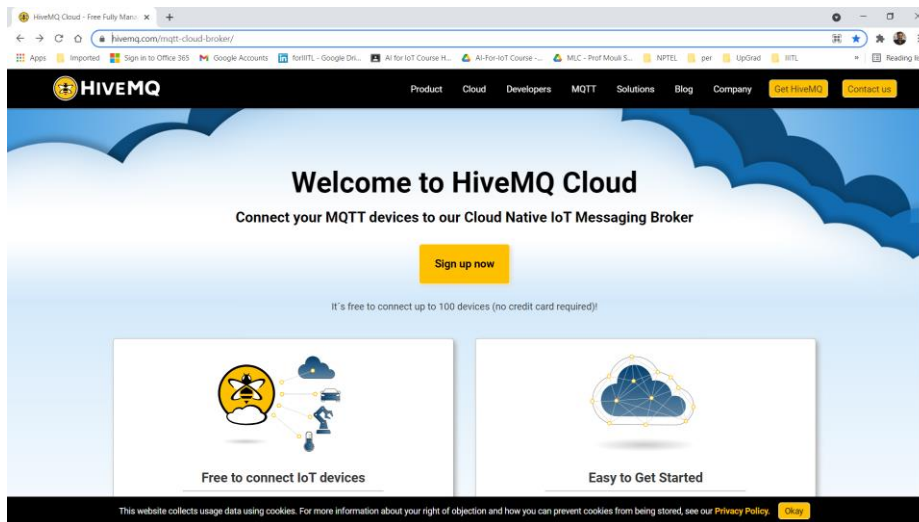 HiveMQ Cloud - Free Fully Mana
hivemq.com/mqtt-cloud-broker/
Apps Imported Sign in to Office 365 Google Accounts forIIITL - Google Dri... AI for IoT Course H... AI-For-IoT Course -... MLC - Prof Mouli S... NPTEL per UpGrad IIITL » Reading li
HIVEMQ Product Cloud Developers MQTT Solutions Blog Company Get HiveMQ Contact us
Welcome to HiveMQ Cloud
Connect your MQTT devices to our Cloud Native IoT Messaging Broker
Sign up now
It´s free to connect up to 100 devices (no credit card required)!
Free to connect IoT devices Easy to Get Started
This website collects usage data using cookies. For more information about your right of objection and how you can prevent cookies from being stored, see our Privacy Policy. Okay